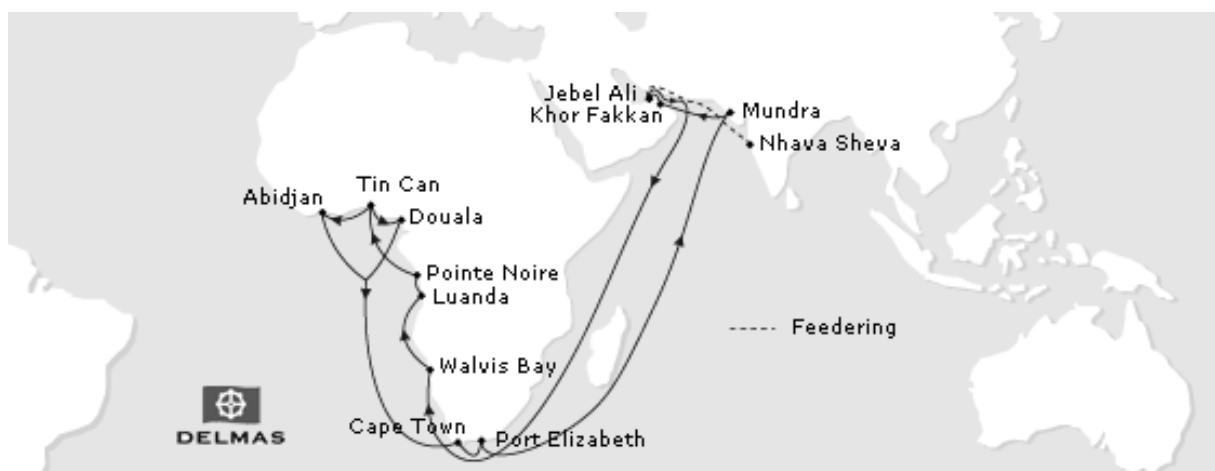 Jebel Ali
Khor Fakkan
Mundra
Nhava Sheva
Tin Can
Abidjan
Douala
Pointe Noire
Luanda
Feedering
Walvis Bay
Cape Town
Port Elizabeth
DELMAS